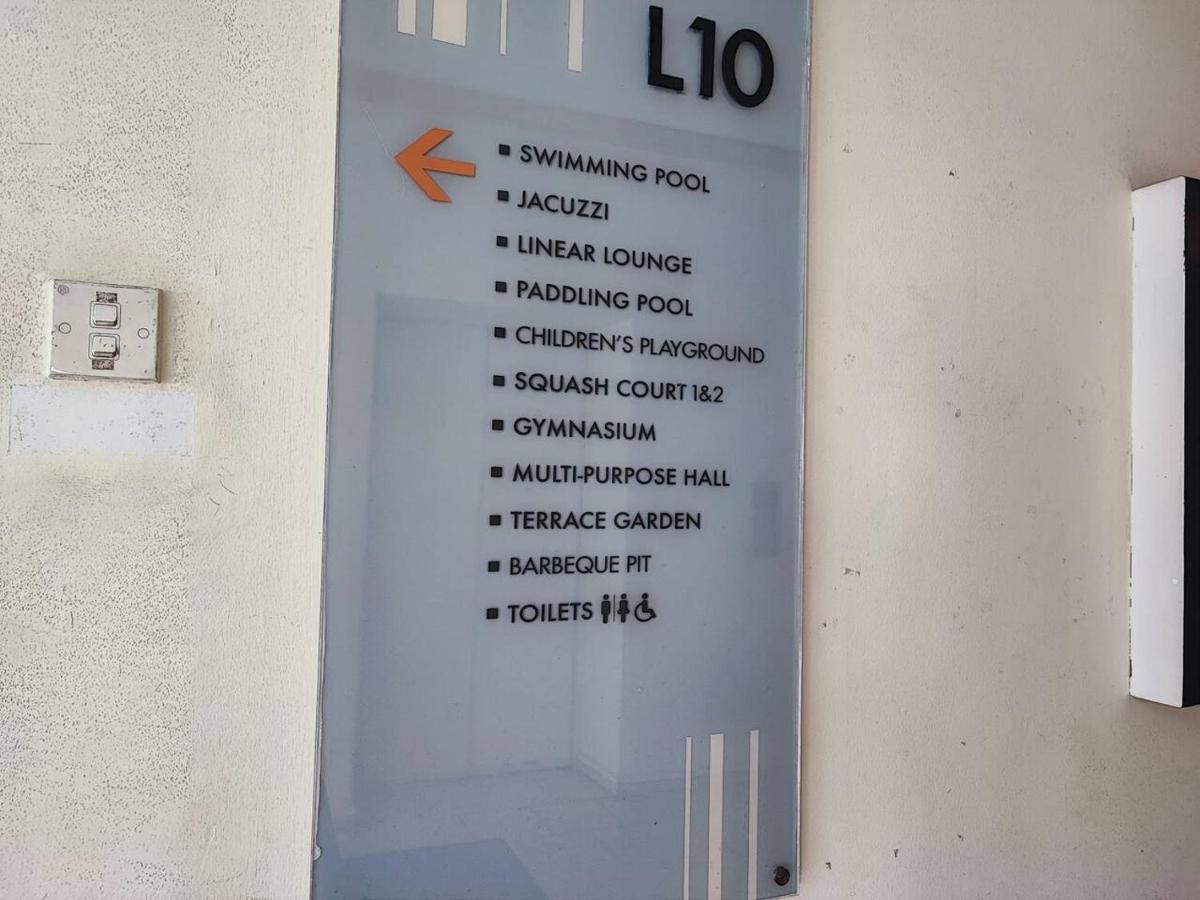 L10
SWIMMING POOL
JACUZZI
LINEAR LOUNGE
PADDLING POOL
CHILDREN'S PLAYGROUND
SQUASH COURT 1&2
GYMNASIUM
MULTI-PURPOSE HALL
TERRACE GARDEN
BARBEQUE PIT
TOILETS